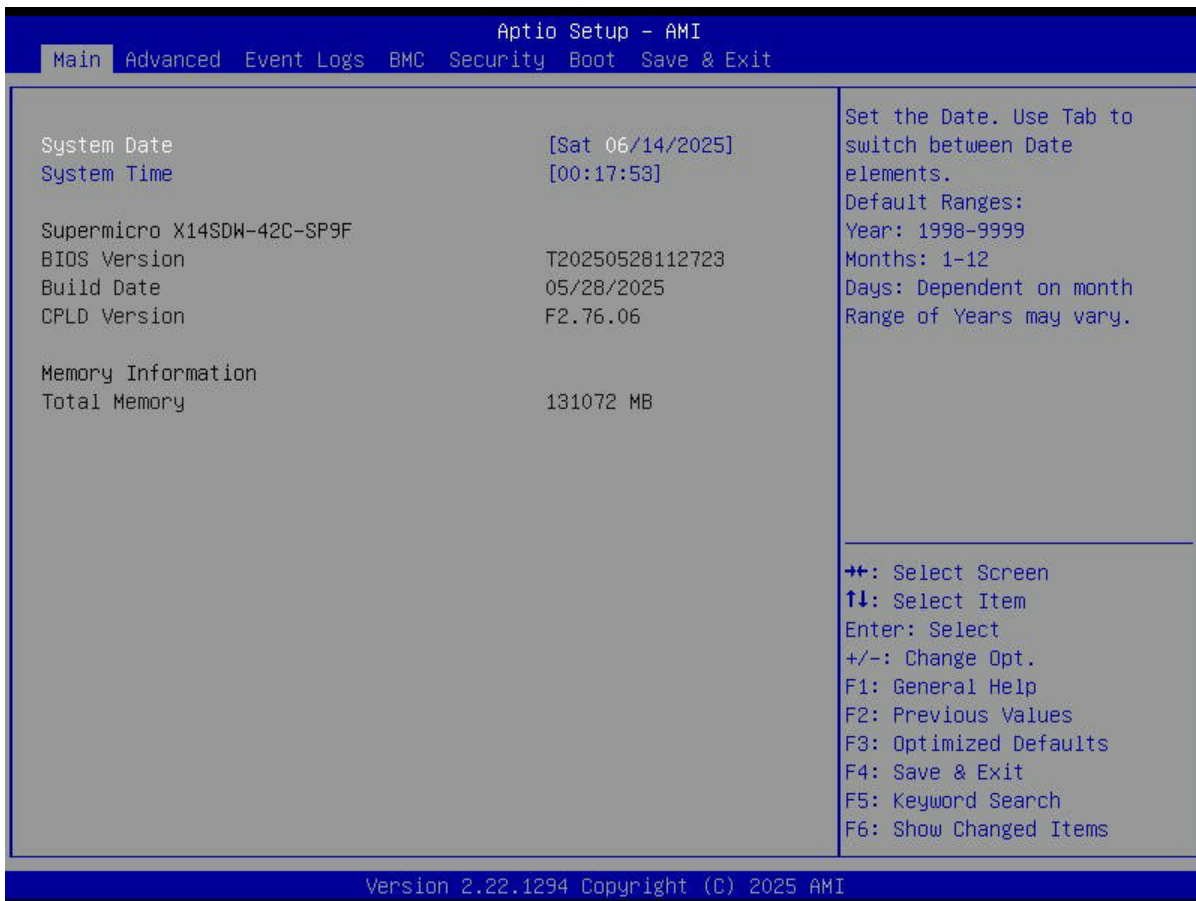 Aptio Setup - AMI
Main Advanced Event Logs BMC Security Boot Save & Exit
System Date [Sat 06/14/2025]
System Time [00:17:53]
Supermicro X14SDW-42C-SP9F
BIOS Version T20250528112723
Build Date 05/28/2025
CPLD Version F2.76.06
Memory Information
Total Memory 131072 MB
Set the Date. Use Tab to
switch between Date
elements.
Default Ranges:
Year: 1998-9999
Months: 1-12
Days: Dependent on month
Range of Years may vary.
→←: Select Screen
↑↓: Select Item
Enter: Select
+/-: Change Opt.
F1: General Help
F2: Previous Values
F3: Optimized Defaults
F4: Save & Exit
F5: Keyword Search
F6: Show Changed Items
Version 2.22.1294 Copyright (C) 2025 AMI